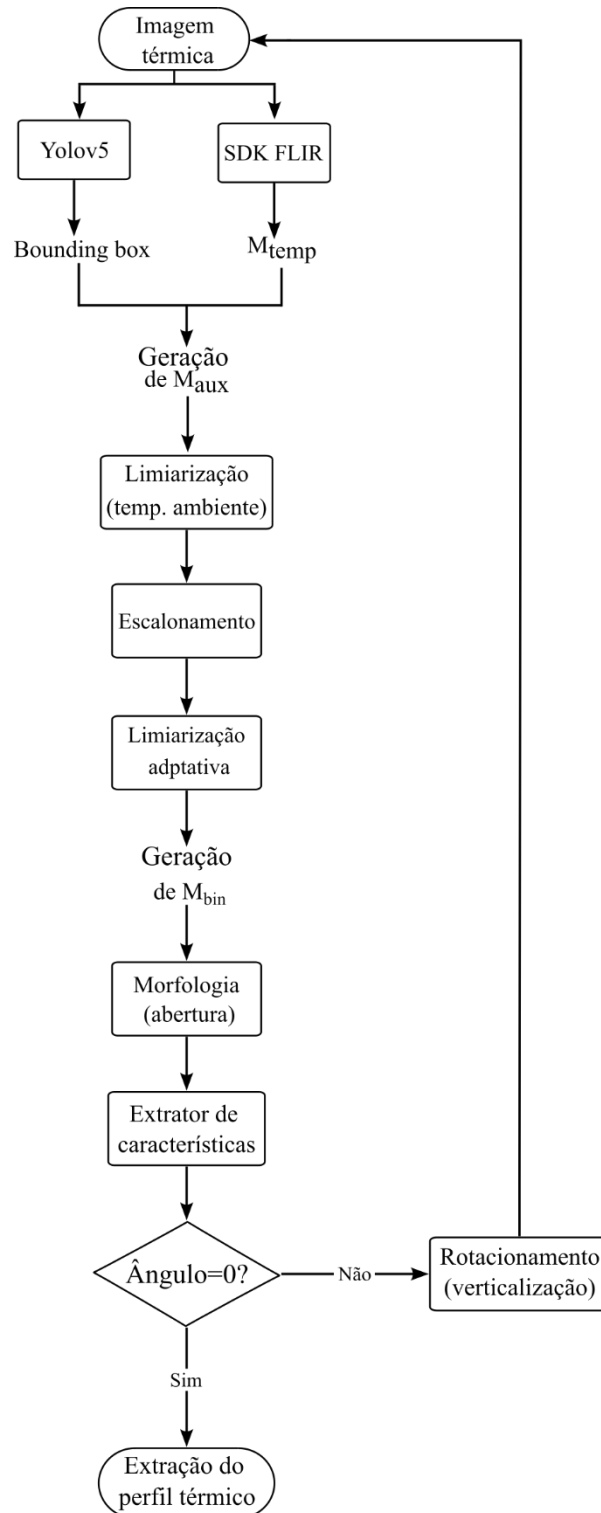 Imagem
térmica
Yolov5
SDK FLIR
Bounding box
Mtemp
Geração
de Maux
Limiarização
(temp. ambiente)
Escalonamento
Limiarização
adptativa
Geração
de Mbin
Morfologia
(abertura)
Extrator de
característíficas
Ângulo=0?
Não
Rotacionamento
(verticalização)
Sim
Extração do
perfil térmico